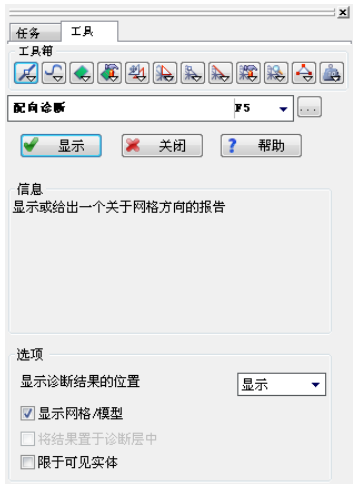 任务 工具
工具箱
配向诊断 F5 ...
显示 关闭 ? 帮助
信息
显示或给出一个关于网格方向的报告
选项
显示诊断结果的位置 显示
显示网格/模型
将结果置于诊断层中
限于可见实体